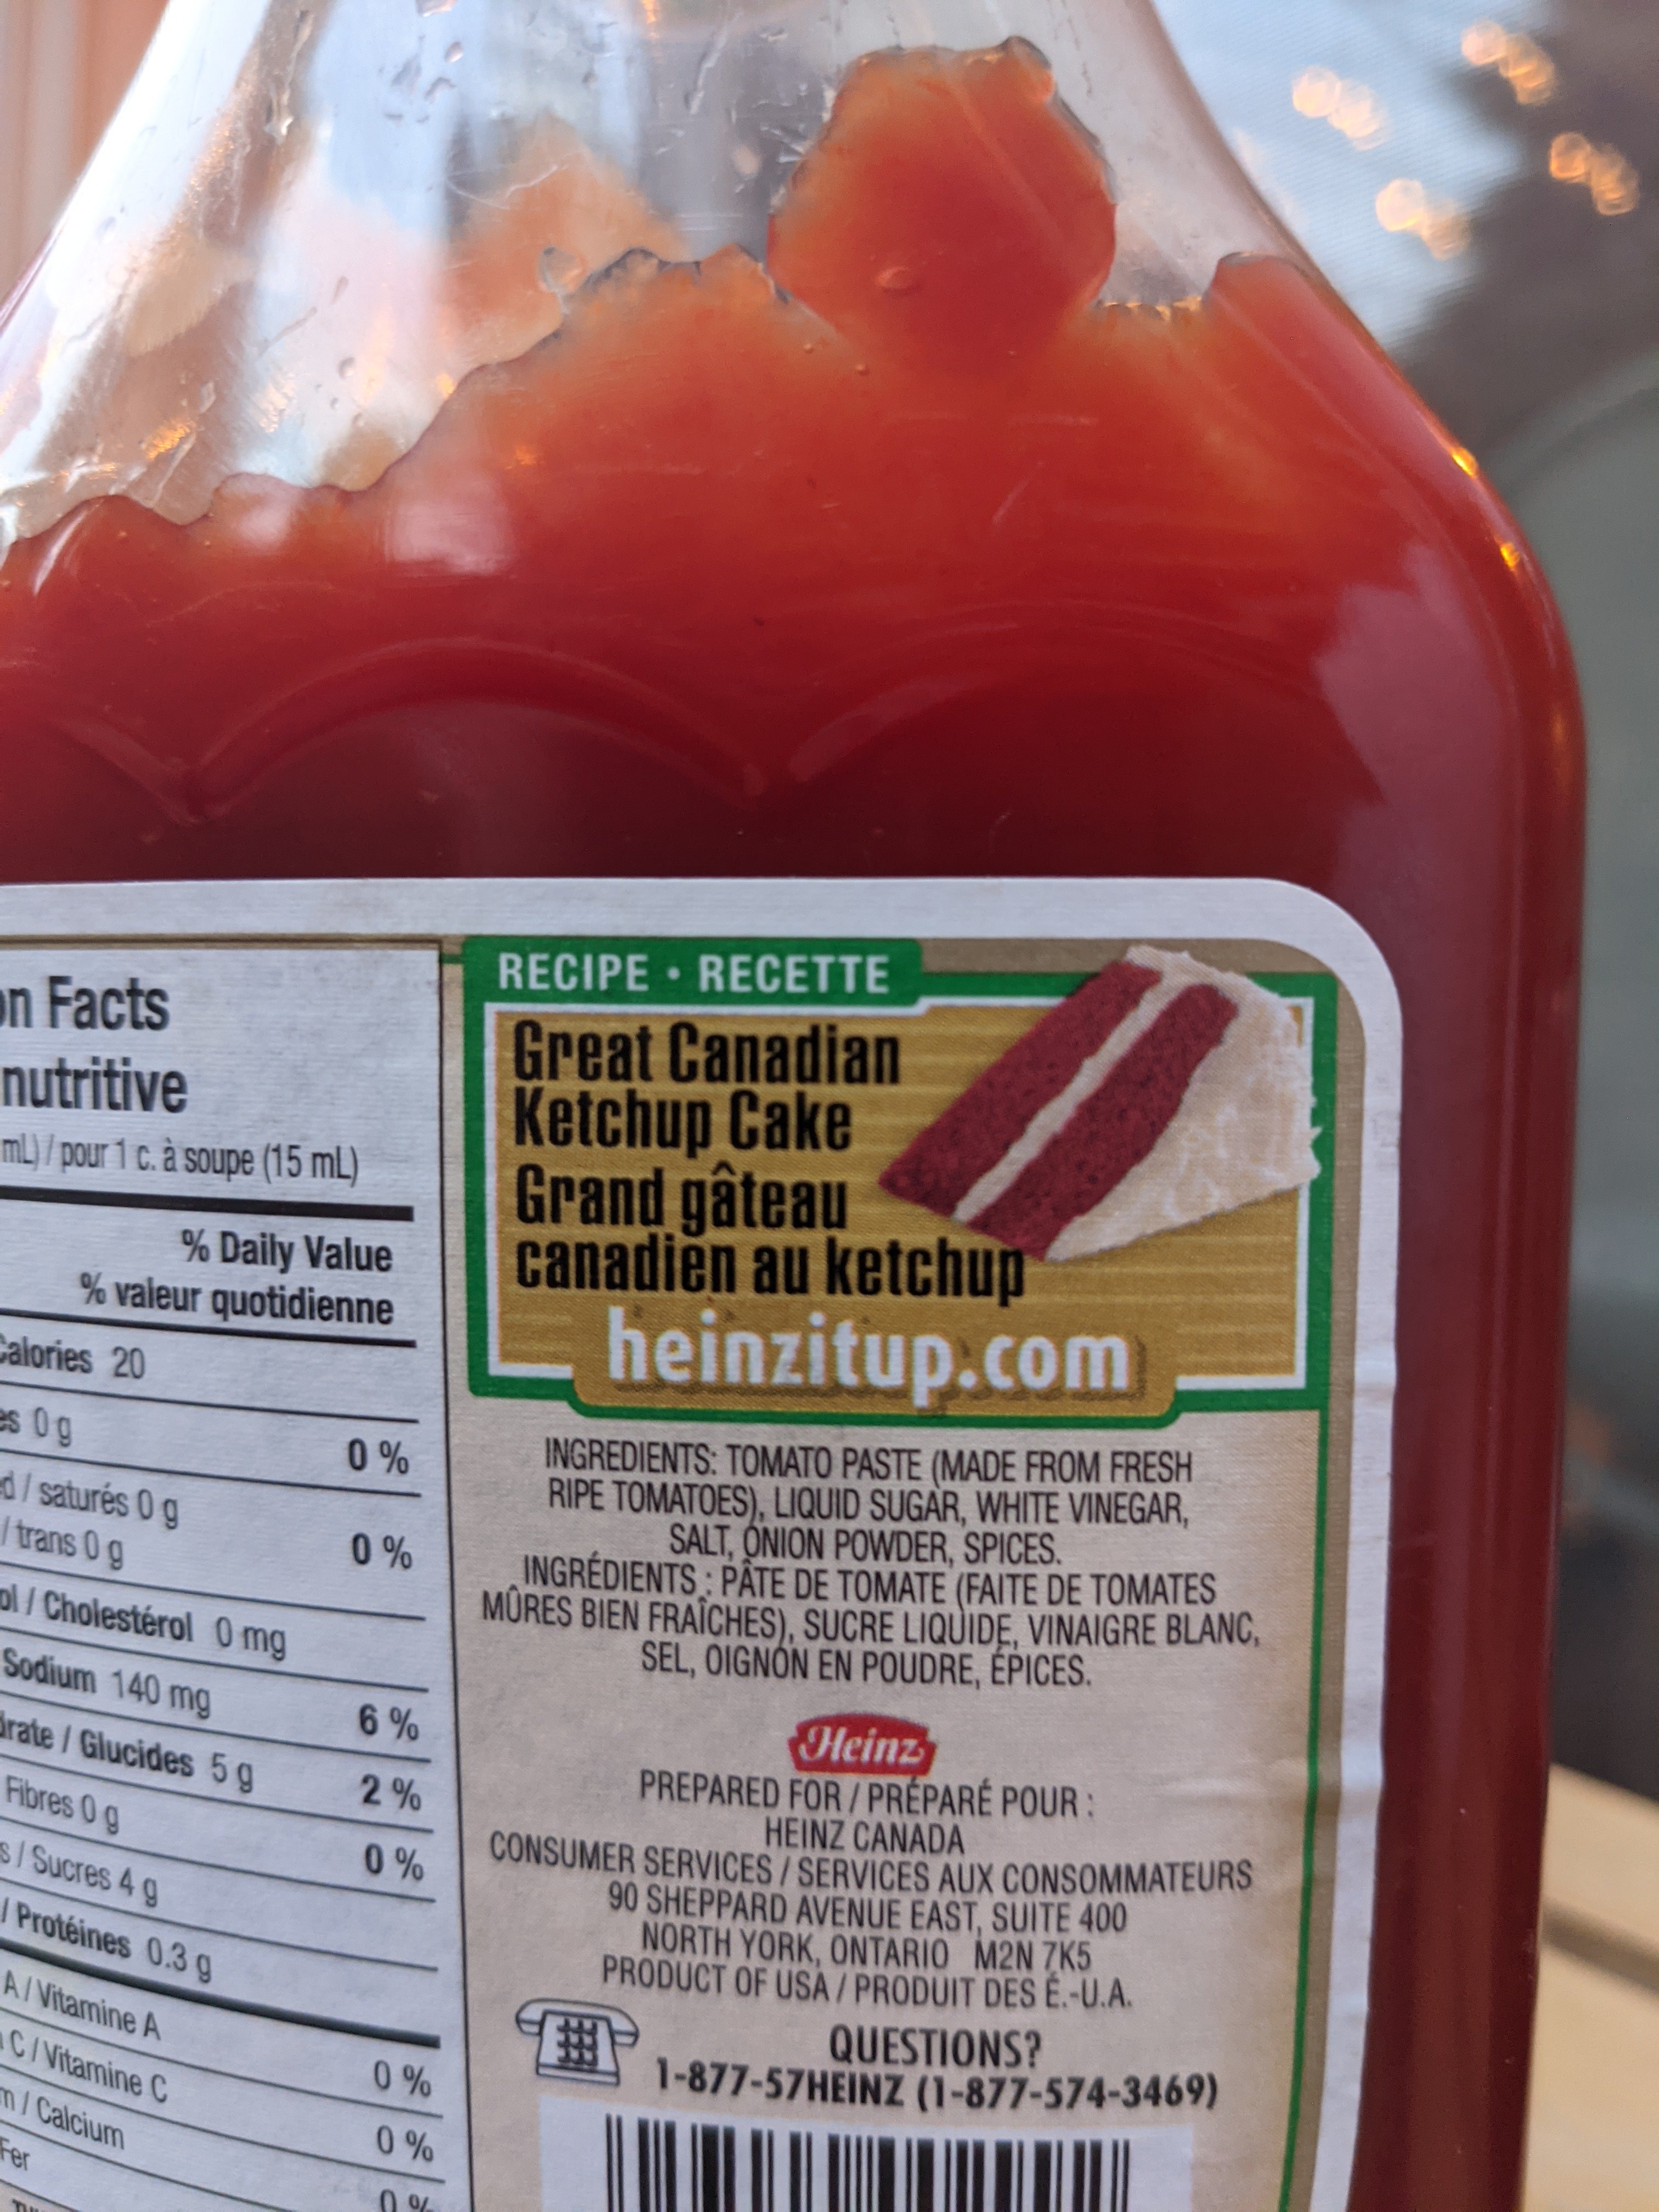 on Facts
nutritive
mL) / pour 1 c. à soupe (15 mL)
% Daily Value
% valeur quotidienne
Calories 20
es 0 g 0 %
ed / saturés 0 g
/ trans 0 g 0 %
ol / Cholestérol 0 mg
Sodium 140 mg 6 %
drate / Glucides 5 g 2 %
Fibres 0 g 0 %
s / Sucres 4 g
/ Protéines 0.3 g
A / Vitamine A 0 %
C / Vitamine C 0 %
m / Calcium 0 %
Fer
RECIPE • RECETTE
Great Canadian
Ketchup Cake
Grand gâteau
canadien au ketchup
heinzitup.com
INGREDIENTS: TOMATO PASTE (MADE FROM FRESH
RIPE TOMATOES), LIQUID SUGAR, WHITE VINEGAR,
SALT, ONION POWDER, SPICES.
INGRÉDIENTS : PÂTE DE TOMATE (FAITE DE TOMATES
MÛRES BIEN FRAÎCHES), SUCRE LIQUIDE, VINAIGRE BLANC,
SEL, OIGNON EN POUDRE, ÉPICES.
Heinz
PREPARED FOR / PRÉPARÉ POUR :
HEINZ CANADA
CONSUMER SERVICES / SERVICES AUX CONSOMMATEURS
90 SHEPPARD AVENUE EAST, SUITE 400
NORTH YORK, ONTARIO M2N 7K5
PRODUCT OF USA / PRODUIT DES É.-U.A.
QUESTIONS?
1-877-57HEINZ (1-877-574-3469)